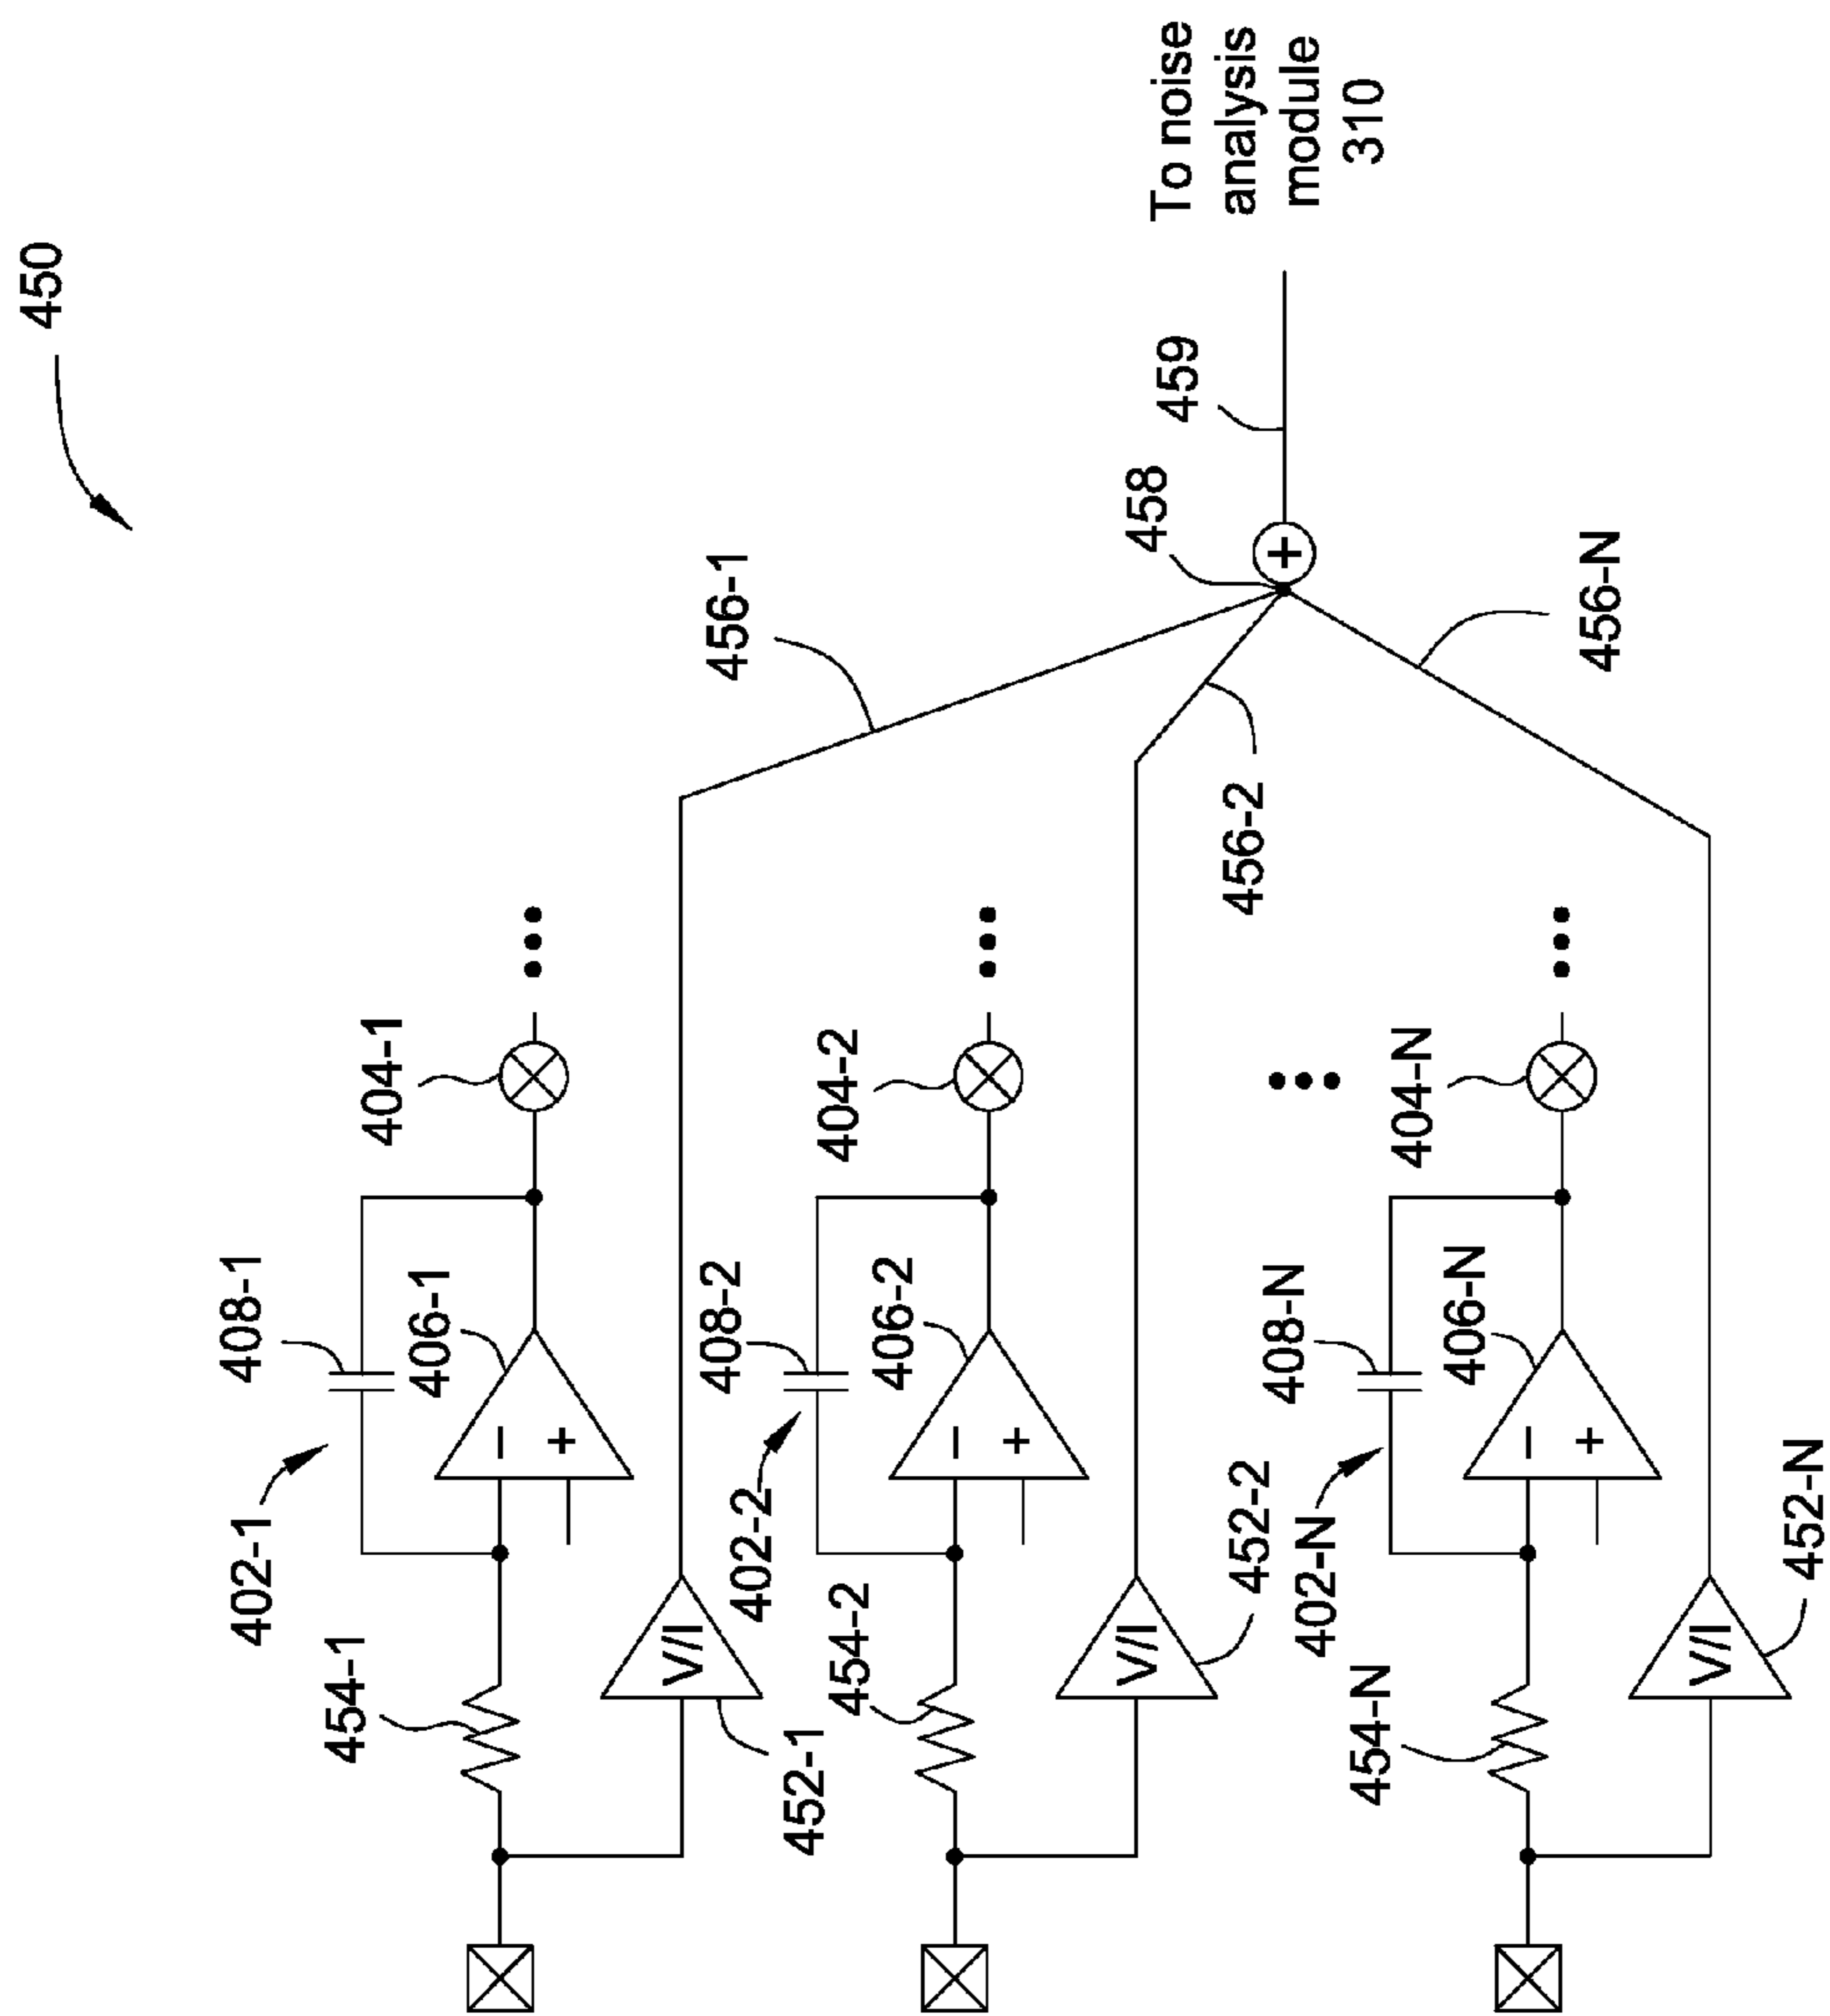 450
408-1
402-1
406-1
404-1
454-1
−
+
V/I
452-1
456-1
408-2
402-2
406-2
404-2
454-2
−
+
V/I
452-2
456-2
458
459
+
To noise
analysis
module
310
408-N
402-N
406-N
404-N
454-N
−
+
V/I
452-N
456-N